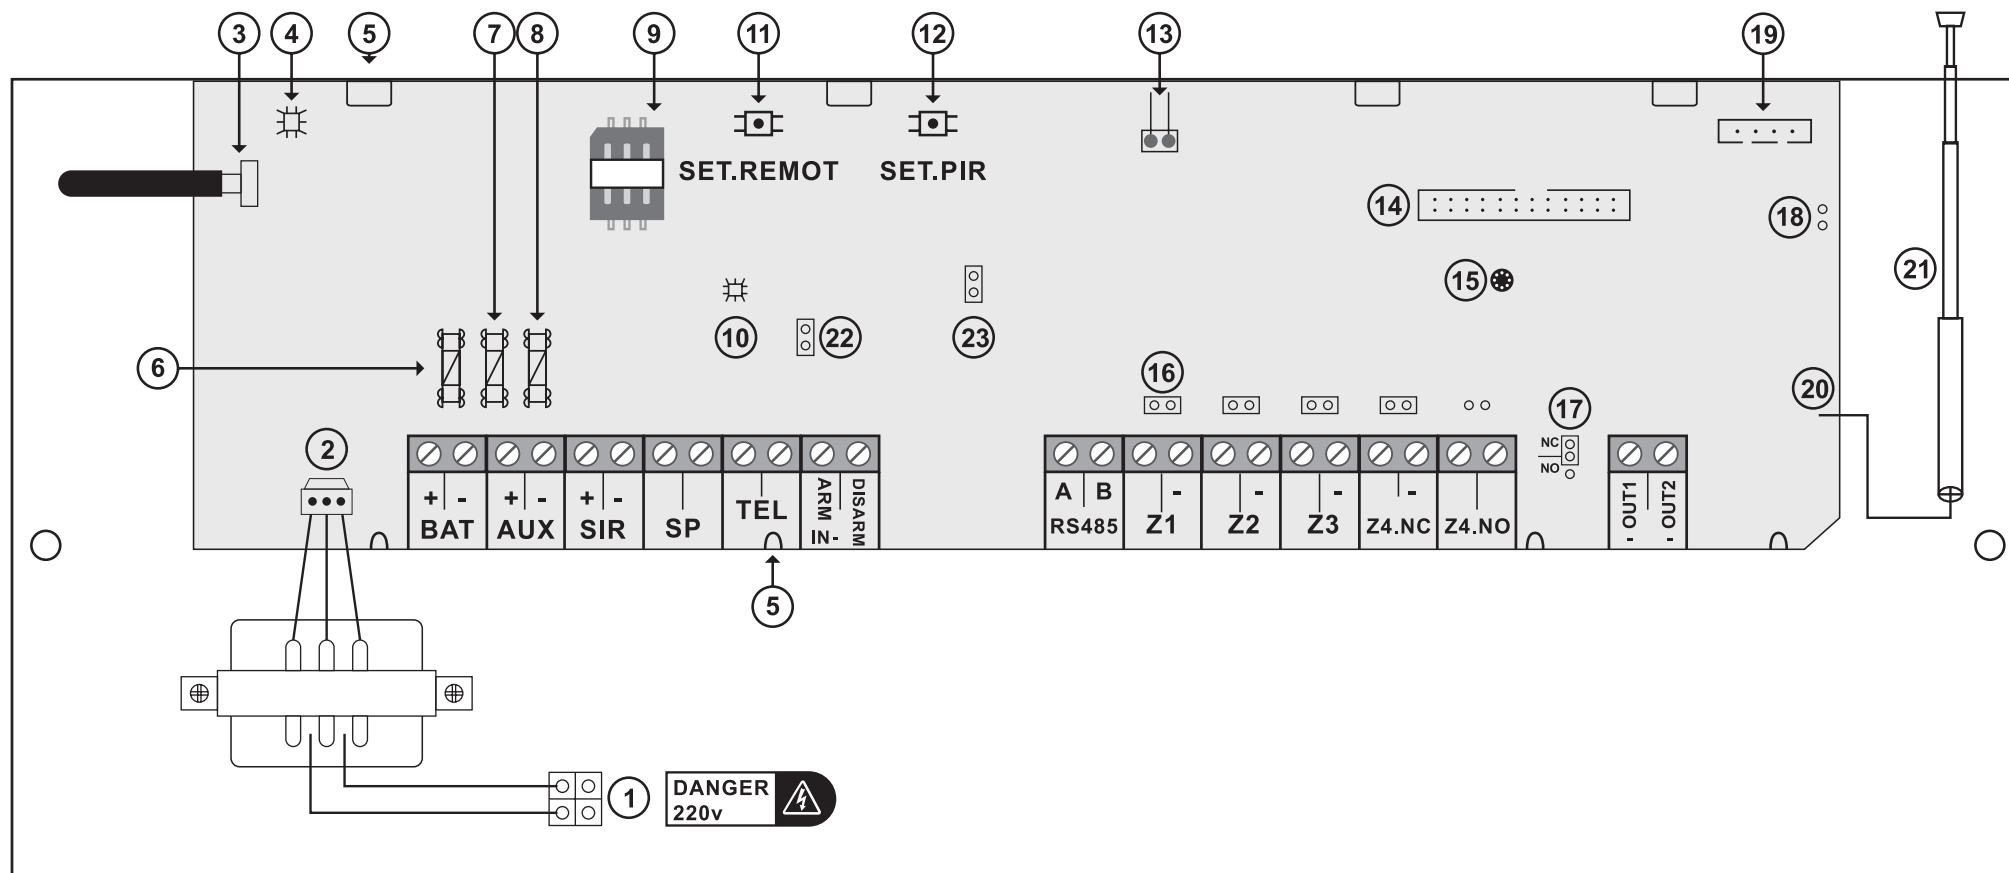 3 4 5 7 8 9 11 12 13 19
SET.REMOT SET.PIR
14 18
15 21
10 22 23
6 16 20
17
2 NC
NO
+ - + - + - A B - - - -
BAT AUX SIR SP TEL ARM DISARM RS485 Z1 Z2 Z3 Z4.NC Z4.NO - OUT1 - OUT2
IN-
5
1 DANGER
220v